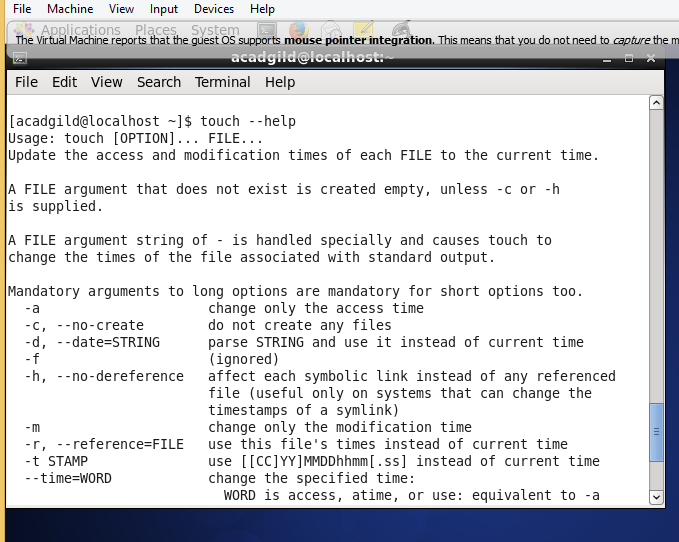 File Machine View Input Devices Help
Applications Places System
The Virtual Machine reports that the guest OS supports mouse pointer integration. This means that you do not need to capture the m
acadgild@localhost:~
File Edit View Search Terminal Help
[acadgild@localhost ~]$ touch --help
Usage: touch [OPTION]... FILE...
Update the access and modification times of each FILE to the current time.
A FILE argument that does not exist is created empty, unless -c or -h
is supplied.
A FILE argument string of - is handled specially and causes touch to
change the times of the file associated with standard output.
Mandatory arguments to long options are mandatory for short options too.
-a change only the access time
-c, --no-create do not create any files
-d, --date=STRING parse STRING and use it instead of current time
-f (ignored)
-h, --no-dereference affect each symbolic link instead of any referenced
file (useful only on systems that can change the
timestamps of a symlink)
-m change only the modification time
-r, --reference=FILE use this file's times instead of current time
-t STAMP use [[CC]YY]MMDDhhmm[.ss] instead of current time
--time=WORD change the specified time:
WORD is access, atime, or use: equivalent to -a